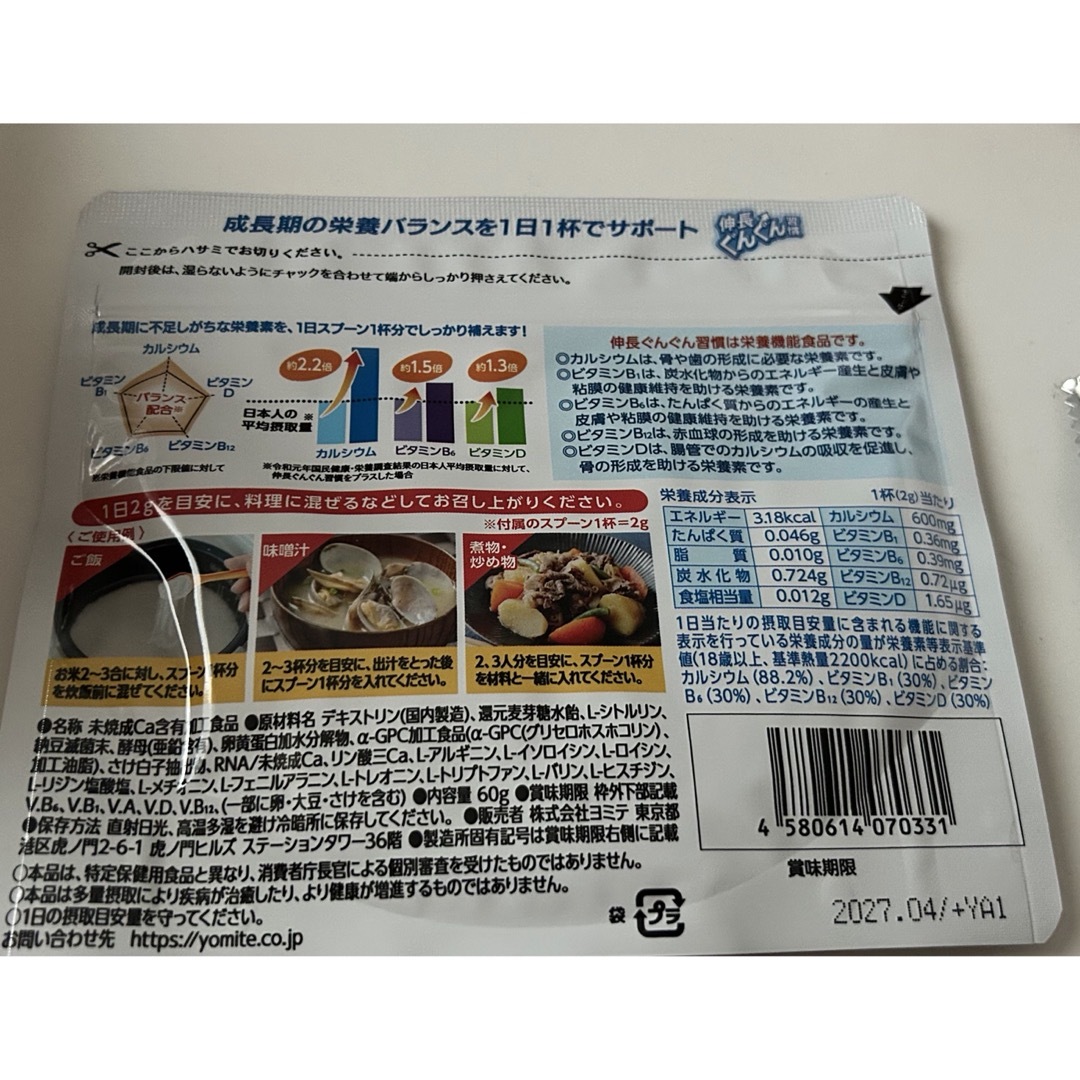 成長期の栄養バランスを1日1杯でサポート
伸長ぐんぐん習慣
ここからハサミでお切りください。
開封後は、湿らないようにチャックを合わせて端からしっかり押さえてください。
成長期に不足しがちな栄養素を、1日スプーン1杯分でしっかり補えます!
カルシウム
ビタミンB₁
ビタミンD
バランス配合※
ビタミンB₆
ビタミンB₁₂
栄養機能食品の下限値に対して
約2.2倍
約1.5倍
約1.3倍
日本人の※
平均摂取量
カルシウム
ビタミンB₆
ビタミンD
※令和元年国民健康・栄養調査結果の日本人平均摂取量に対して、
伸長ぐんぐん習慣をプラスした場合
伸長ぐんぐん習慣は栄養機能食品です。
◎カルシウムは、骨や歯の形成に必要な栄養素です。
◎ビタミンB₁は、炭水化物からのエネルギー産生と皮膚や
粘膜の健康維持を助ける栄養素です。
◎ビタミンB₆は、たんぱく質からのエネルギーの産生と
皮膚や粘膜の健康維持を助ける栄養素です。
◎ビタミンB₁₂は、赤血球の形成を助ける栄養素です。
◎ビタミンDは、腸管でのカルシウムの吸収を促進し、
骨の形成を助ける栄養素です。
1日2gを目安に、料理に混ぜるなどしてお召し上がりください。
〈ご使用例〉
※付属のスプーン1杯=2g
ご飯
お米2~3合に対し、スプーン1杯分
を炊飯前に混ぜてください。
味噌汁
2~3杯分を目安に、出汁をとった後
にスプーン1杯分を入れてください。
煮物・
炒め物
2、3人分を目安に、スプーン1杯分
を材料と一緒に入れてください。
栄養成分表示 1杯(2g)当たり
エネルギー 3.18kcal カルシウム 600mg
たんぱく質 0.046g ビタミンB₁ 0.36mg
脂質 0.010g ビタミンB₆ 0.39mg
炭水化物 0.724g ビタミンB₁₂ 0.72μg
食塩相当量 0.012g ビタミンD 1.65μg
1日当たりの摂取目安量に含まれる機能に関する
表示を行っている栄養成分の量が栄養素等表示基準
値(18歳以上、基準熱量2200kcal)に占める割合:
カルシウム(88.2%)、ビタミンB₁(30%)、ビタミン
B₆(30%)、ビタミンB₁₂(30%)、ビタミンD(30%)
●名称 未焼成Ca含有加工食品 ●原材料名 デキストリン(国内製造)、還元麦芽糖水飴、L-シトルリン、
納豆滅菌末、酵母(亜鉛含有)、卵黄蛋白加水分解物、α-GPC加工食品(α-GPC(グリセロホスホコリン)、
加工油脂)、さけ白子抽出物、RNA/未焼成Ca、リン酸三Ca、L-アルギニン、L-イソロイシン、L-ロイシン、
L-リジン塩酸塩、L-メチオニン、L-フェニルアラニン、L-トレオニン、L-トリプトファン、L-バリン、L-ヒスチジン、
V.B₆、V.B₁、V.A、V.D、V.B₁₂、(一部に卵・大豆・さけを含む) ●内容量 60g ●賞味期限 枠外下部記載
●保存方法 直射日光、高温多湿を避け冷暗所に保存してください。 ●販売者 株式会社ヨミテ 東京都
港区虎ノ門2-6-1 虎ノ門ヒルズ ステーションタワー36階 ●製造所固有記号は賞味期限右側に記載
○本品は、特定保健用食品と異なり、消費者庁長官による個別審査を受けたものではありません。
○本品は多量摂取により疾病が治癒したり、より健康が増進するものではありません。
○1日の摂取目安量を守ってください。
お問い合わせ先 https://yomite.co.jp
袋 プラ
4 580614 070331
賞味期限
2027.04/+YA1